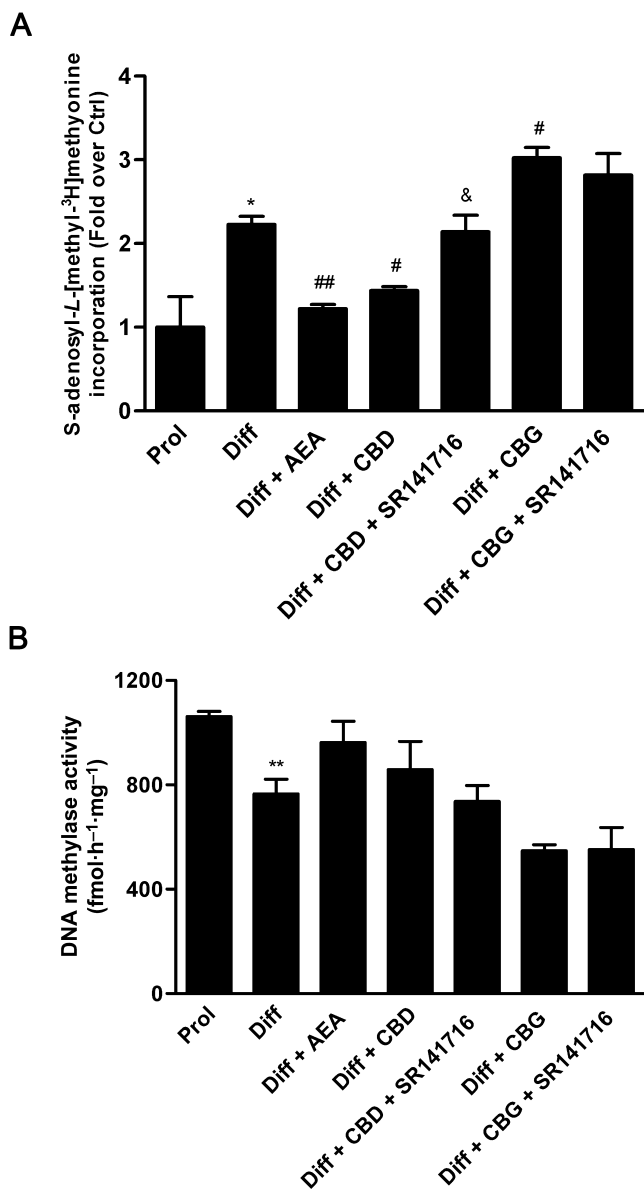 A
S-adenosyl-L-[methyl-³H]methyonine
incorporation (Fold over Ctrl)
4
3
2
1
0
*
##
#
&
#
Prol
Diff
Diff + AEA
Diff + CBD
Diff + CBD + SR141716
Diff + CBG
Diff + CBG + SR141716
B
DNA methylase activity
(fmol·h⁻¹·mg⁻¹)
1200
800
400
0
**
Prol
Diff
Diff + AEA
Diff + CBD
Diff + CBD + SR141716
Diff + CBG
Diff + CBG + SR141716